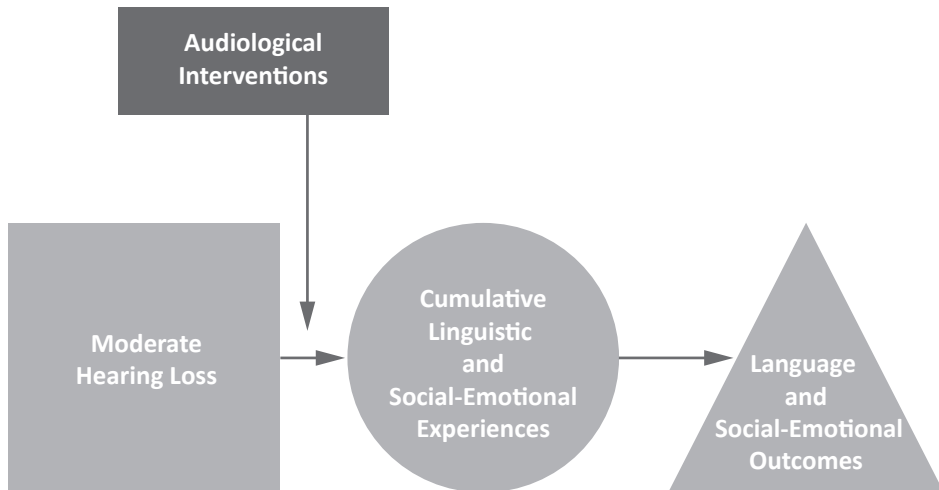 Audiological
Interventions
Moderate
Hearing Loss
Cumulative
Linguistic
and
Social-Emotional
Experiences
Language
and
Social-Emotional
Outcomes